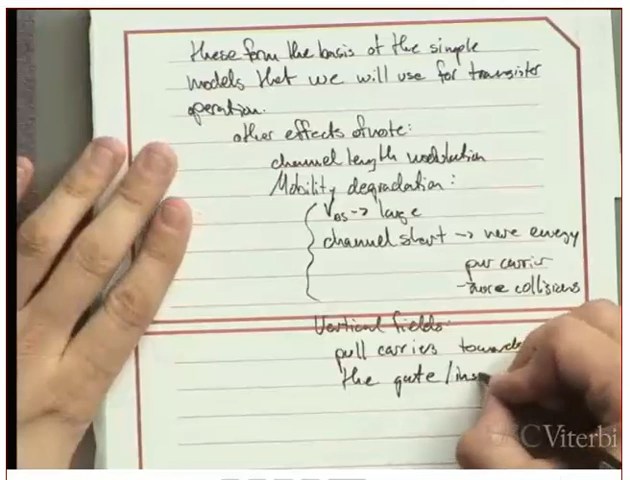 these form the basis of the simple
models that we will use for transistor
operation.
other effects of note:
channel length modulation
Mobility degradation:
VDS -> large
channel short -> more energy
per carrier
-> more collisions
Vertical fields:
pull carriers towards
the gate/ins
Viterbi